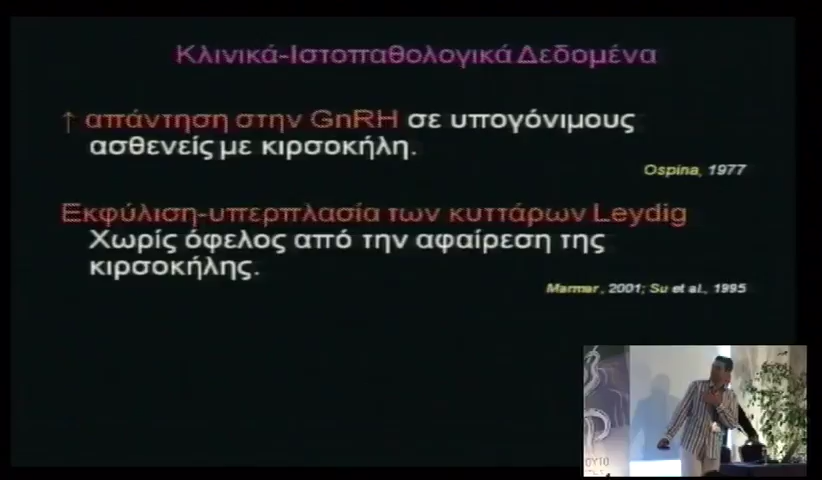 Κλινικά-Ιστοπαθολογικά Δεδομένα
↑ απάντηση στην GnRH σε υπογόνιμους
ασθενείς με κιρσοκήλη.
Ospina, 1977
Εκφύλιση-υπερπλασία των κυττάρων Leydig
Χωρίς όφελος από την αφαίρεση της
κιρσοκήλης.
Marmar, 2001; Su et al., 1995